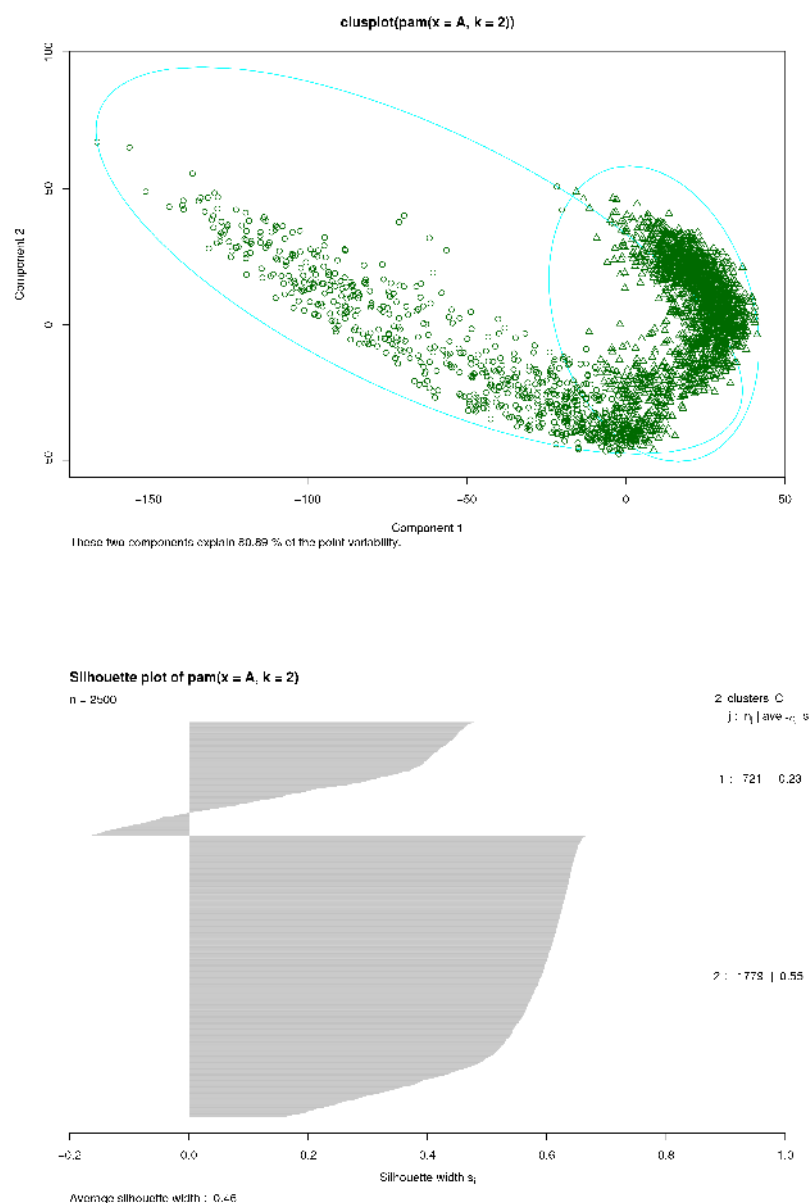 clusplot(pam(x = A, k = 2))
100
50
0
50
Component 2
−150
−100
−50
0
50
Component 1
These two components explain 80.89 % of the point variability.
Silhouette plot of pam(x = A, k = 2)
n = 2500
2 clusters C
j : nj | ave
1 : 721 0.23
2 : 1779 | 0.55
−0.2
0.0
0.2
0.4
0.6
0.8
1.0
Silhouette width si
Average silhouette width : 0.46